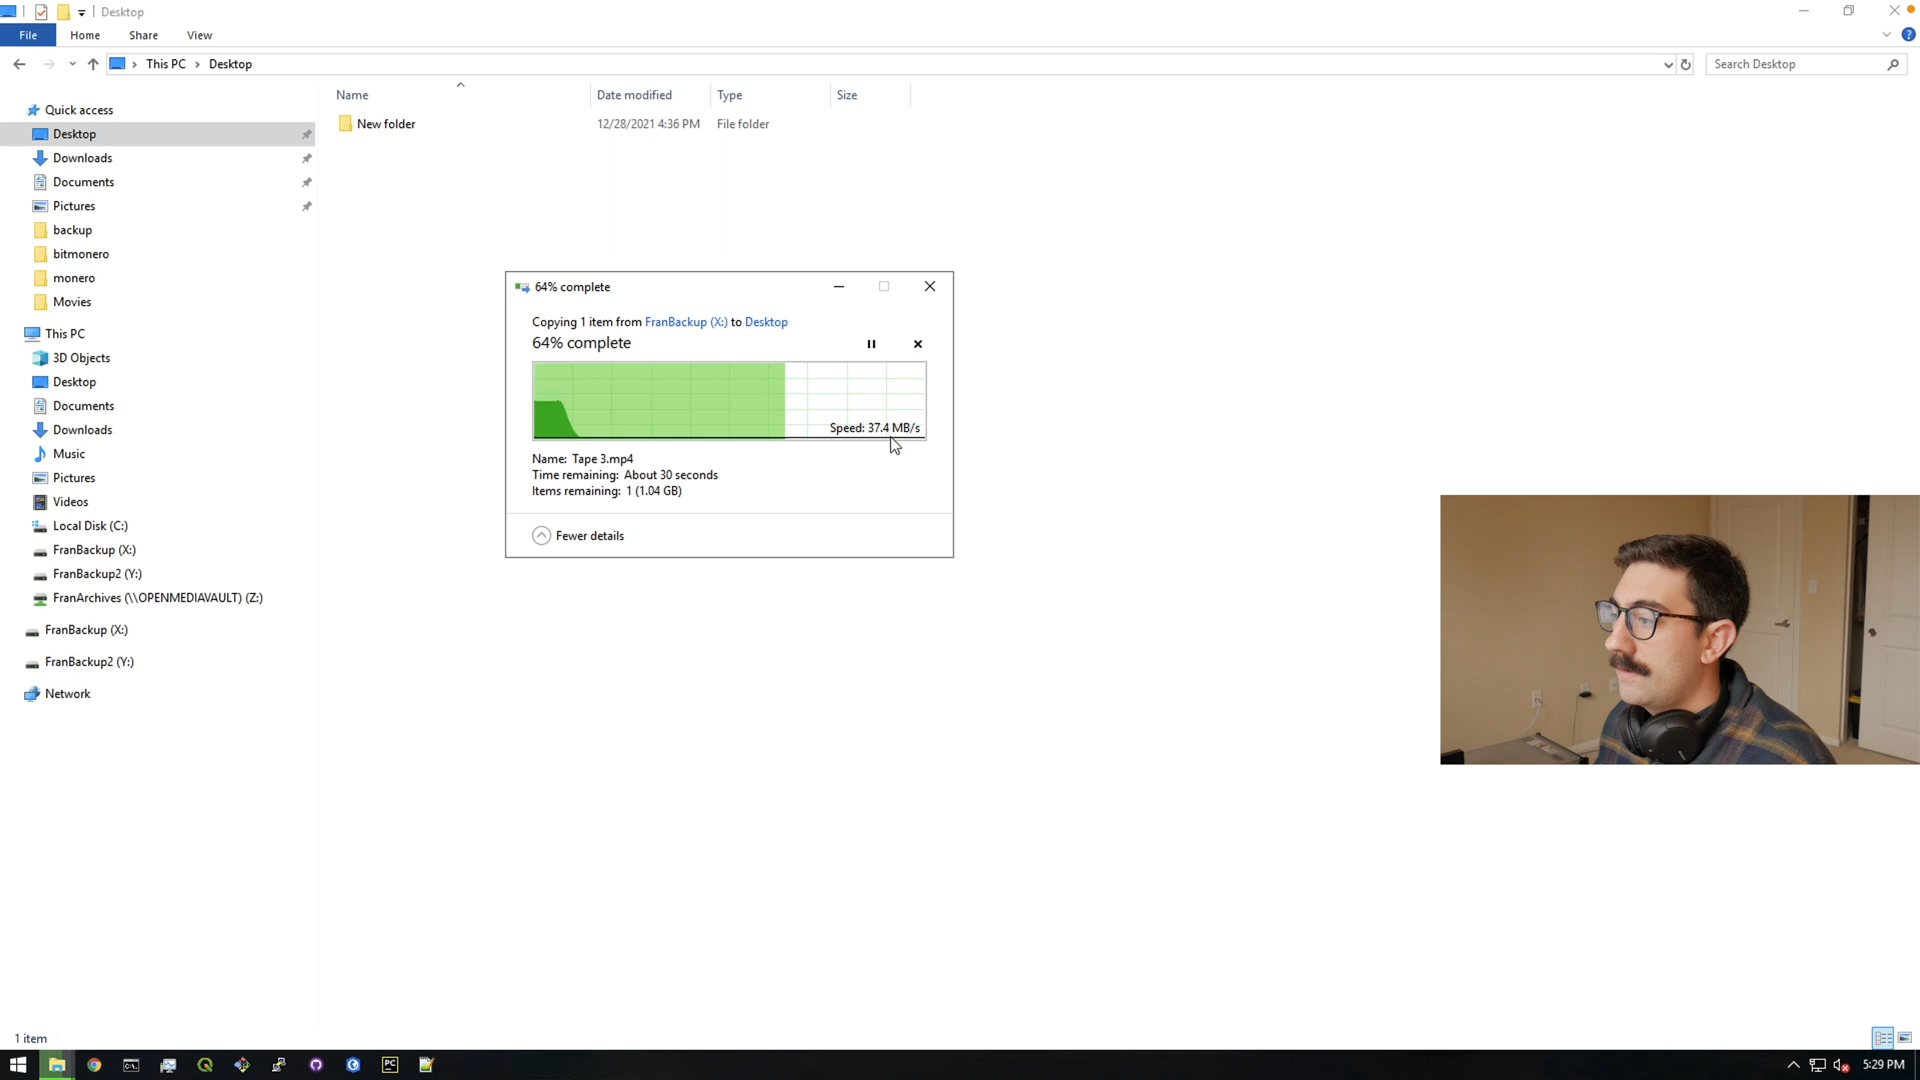 Desktop
File Home Share View
This PC Desktop
Search Desktop
Name Date modified Type Size
New folder 12/28/2021 4:36 PM File folder
Quick access
Desktop
Downloads
Documents
Pictures
backup
bitmonero
monero
Movies
This PC
3D Objects
Desktop
Documents
Downloads
Music
Pictures
Videos
Local Disk (C:)
FranBackup (X:)
FranBackup2 (Y:)
FranArchives (\\OPENMEDIAVAULT) (Z:)
FranBackup (X:)
FranBackup2 (Y:)
Network
64% complete
Copying 1 item from FranBackup (X:) to Desktop
64% complete
Speed: 37.4 MB/s
Name: Tape 3.mp4
Time remaining: About 30 seconds
Items remaining: 1 (1.04 GB)
Fewer details
1 item
PC
5:29 PM